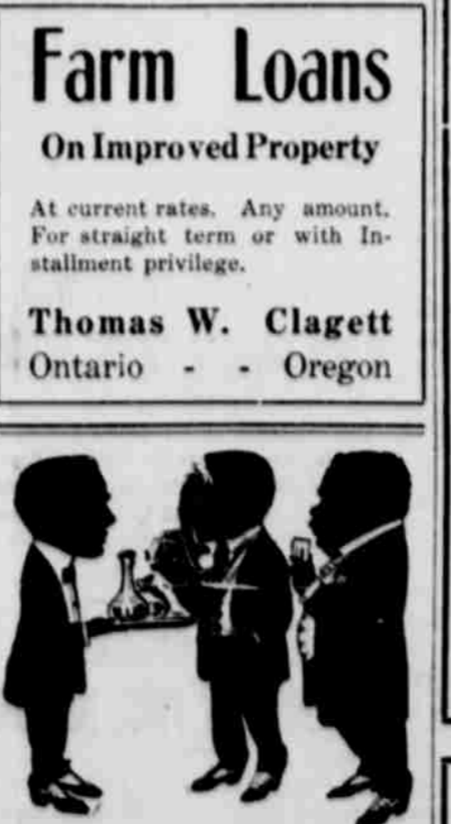 Farm Loans
On Improved Property
At current rates. Any amount.
For straight term or with In-
stallment privilege.
Thomas W. Clagett
Ontario - - Oregon